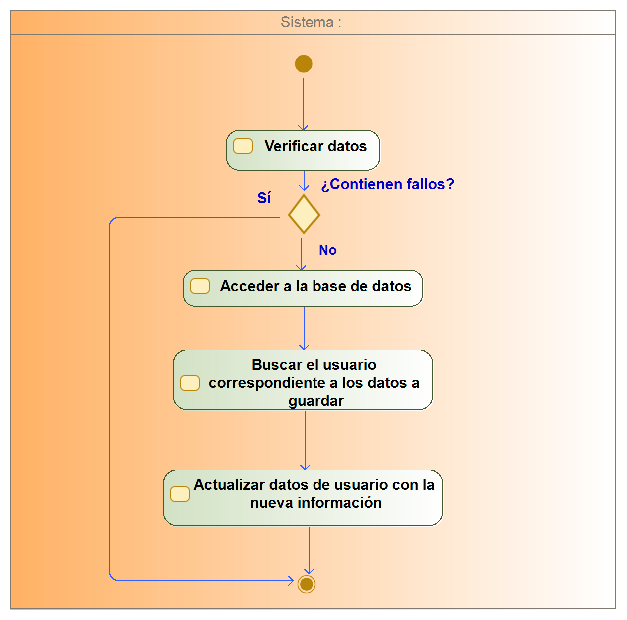 Sistema :
Verificar datos
¿Contienen fallos?
Sí
No
Acceder a la base de datos
Buscar el usuario
correspondiente a los datos a
guardar
Actualizar datos de usuario con la
nueva información